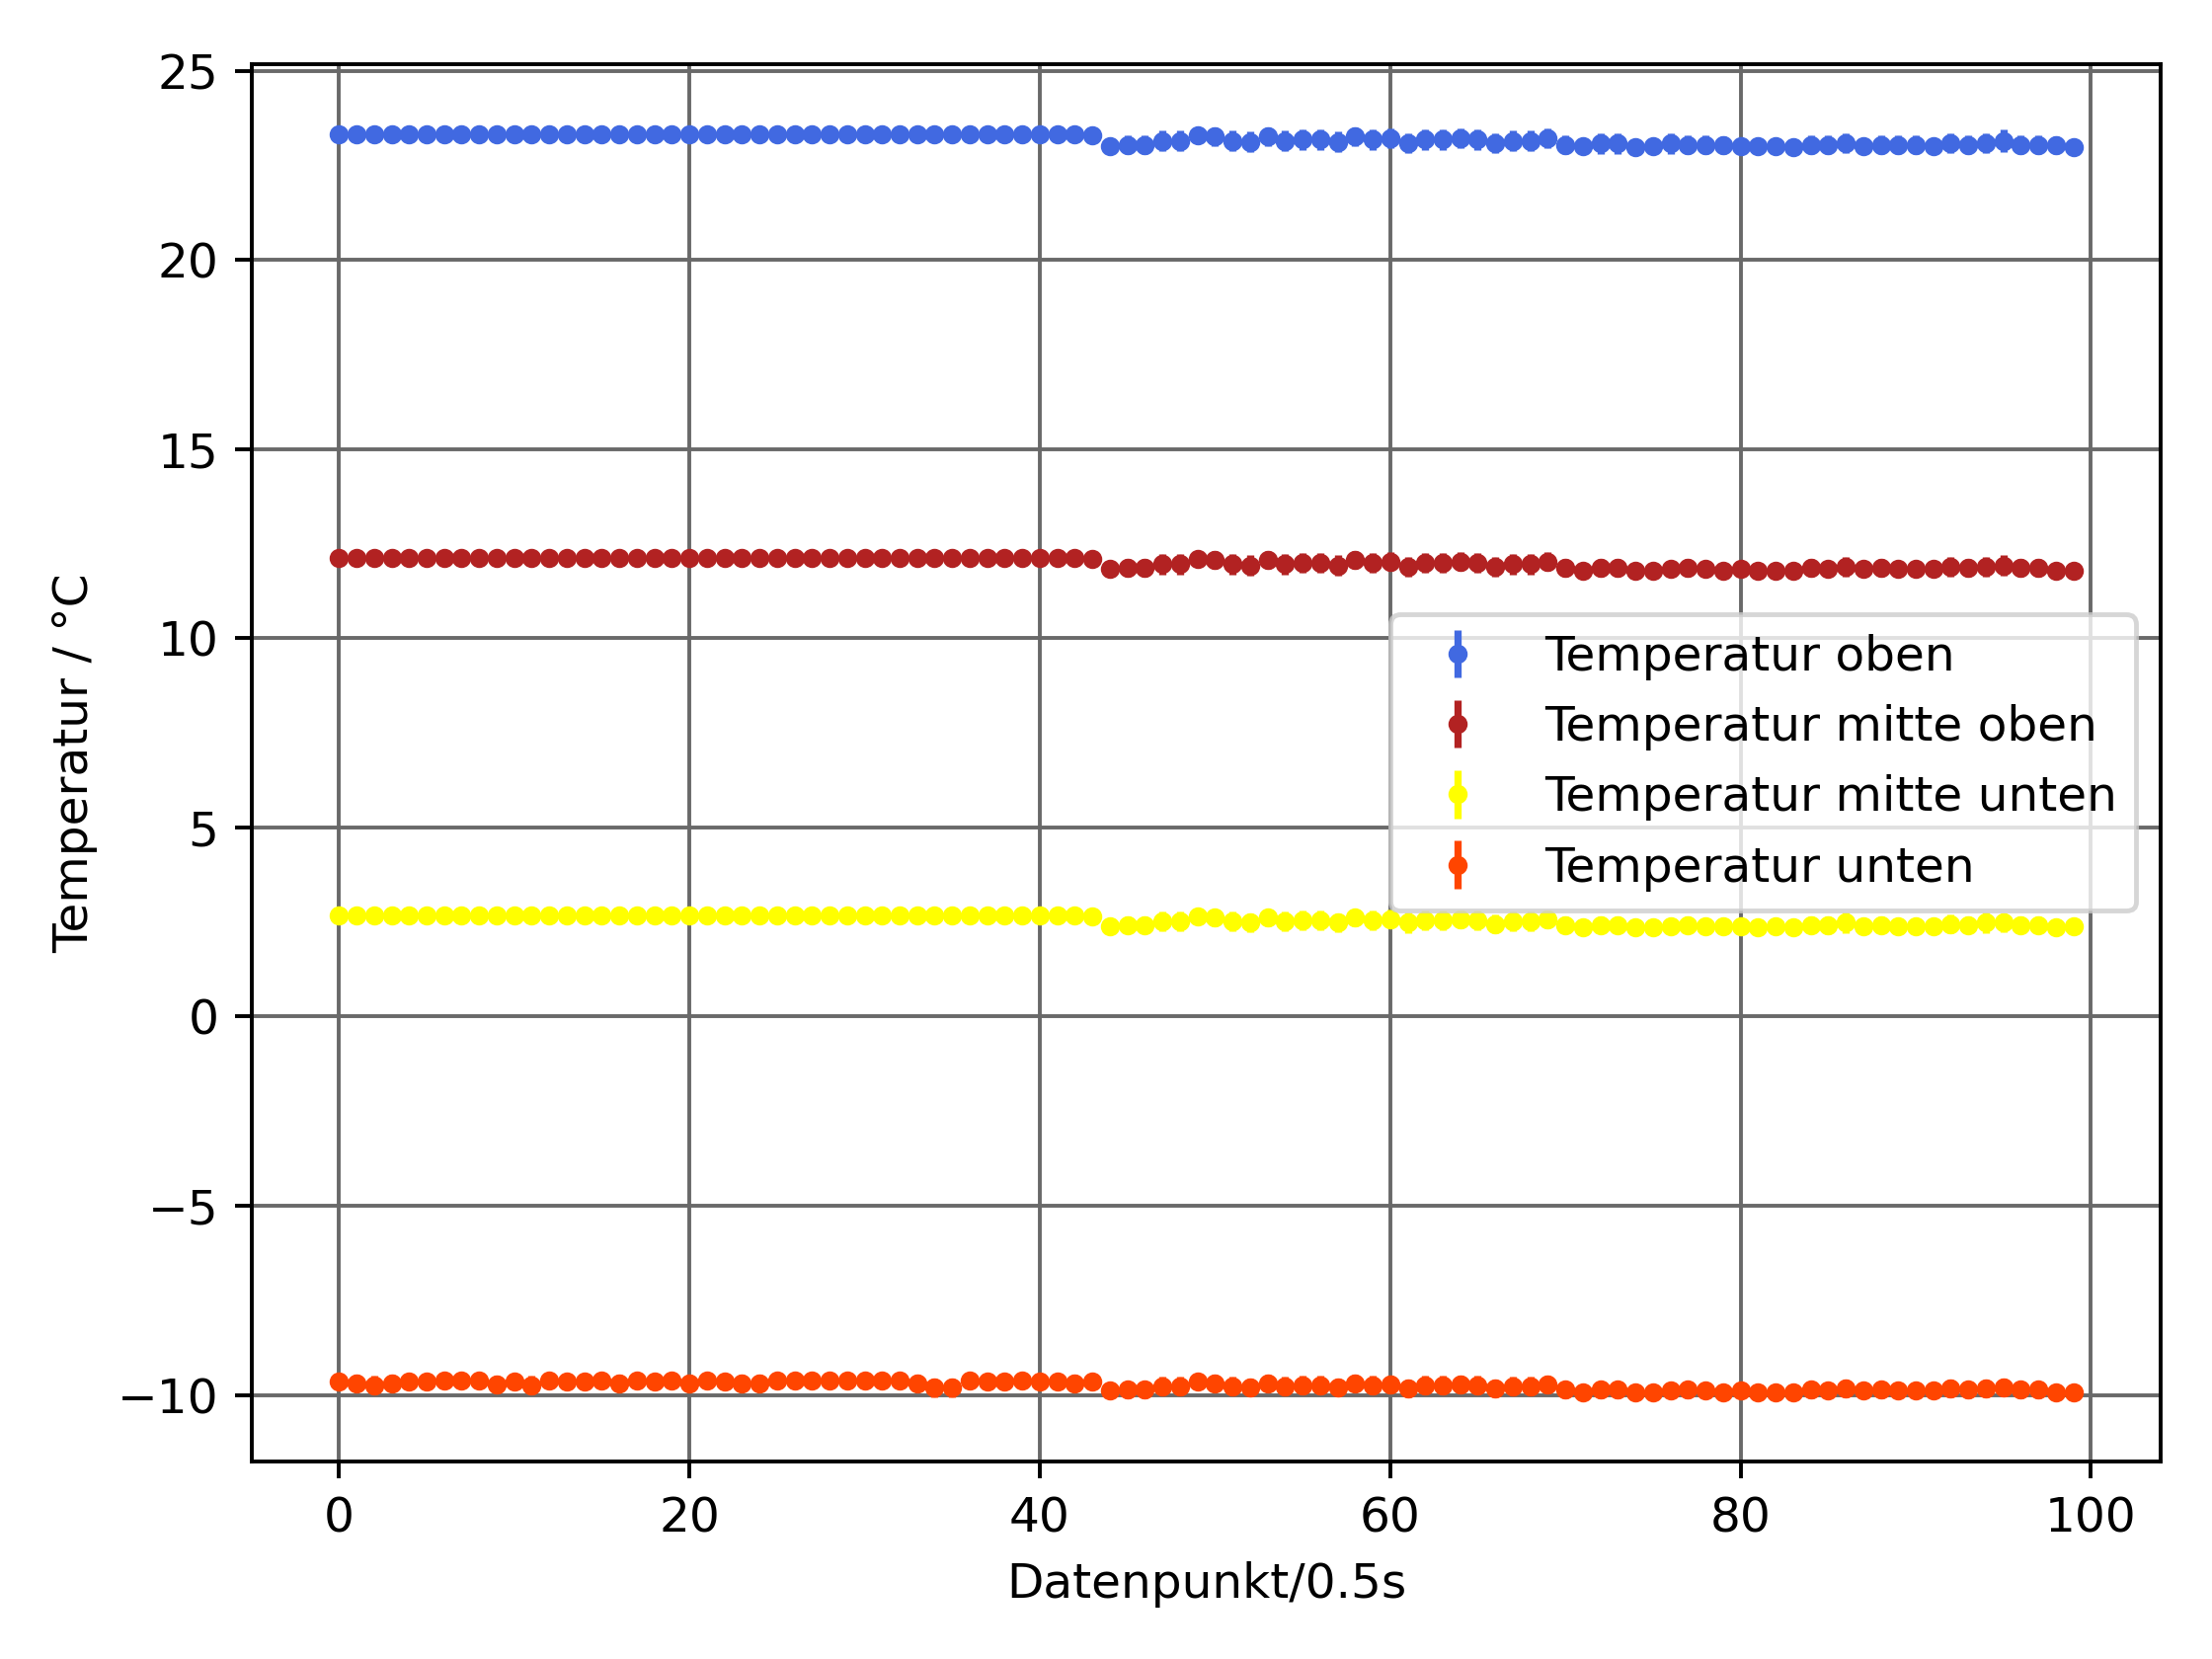 25
20
15
10
5
0
−5
−10
Temperatur / °C
Temperatur oben
Temperatur mitte oben
Temperatur mitte unten
Temperatur unten
0 20 40 60 80 100
Datenpunkt/0.5s